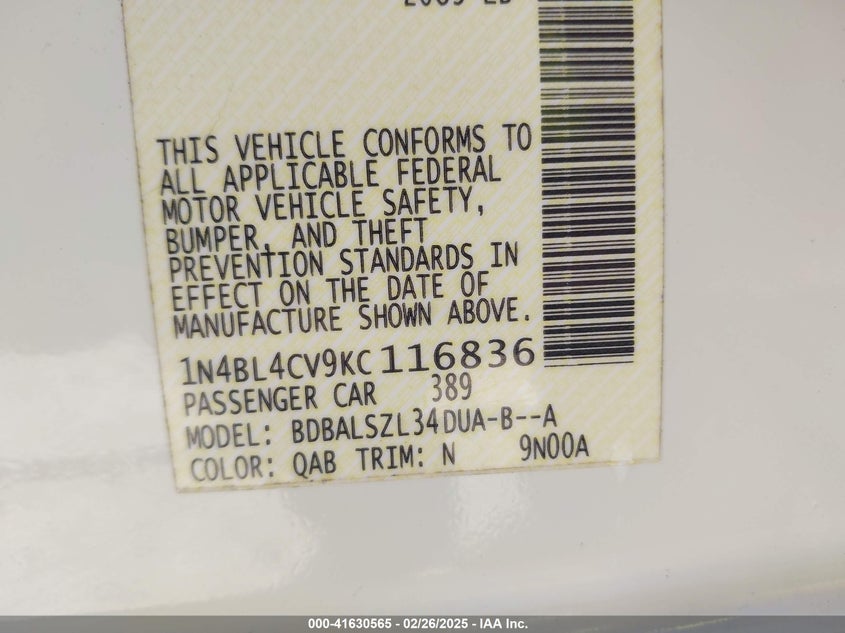 THIS VEHICLE CONFORMS TO
ALL APPLICABLE FEDERAL
MOTOR VEHICLE SAFETY,
BUMPER, AND THEFT
PREVENTION STANDARDS IN
EFFECT ON THE DATE OF
MANUFACTURE SHOWN ABOVE.
1N4BL4CV9KC116836
PASSENGER CAR 389
MODEL: BDBALSZL34DUA-B--A
COLOR: QAB TRIM: N 9N00A
000-41630565 - 02/26/2025 - IAA Inc.